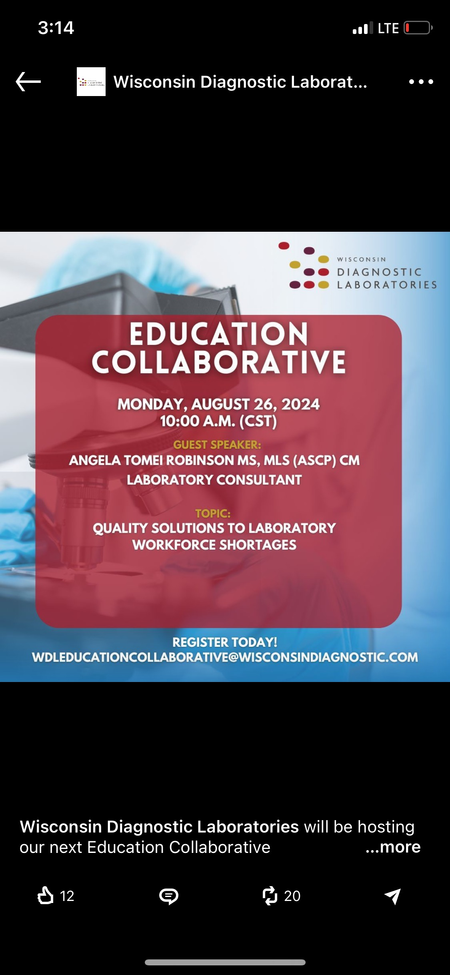 3:14
LTE
Wisconsin Diagnostic Laborat...
WISCONSIN
DIAGNOSTIC
LABORATORIES
EDUCATION
COLLABORATIVE
MONDAY, AUGUST 26, 2024
10:00 A.M. (CST)
GUEST SPEAKER:
ANGELA TOMEI ROBINSON MS, MLS (ASCP) CM
LABORATORY CONSULTANT
TOPIC:
QUALITY SOLUTIONS TO LABORATORY
WORKFORCE SHORTAGES
REGISTER TODAY!
WDLEDUCATIONCOLLABORATIVE@WISCONSINDIAGNOSTIC.COM
Wisconsin Diagnostic Laboratories will be hosting
our next Education Collaborative ...more
12 20